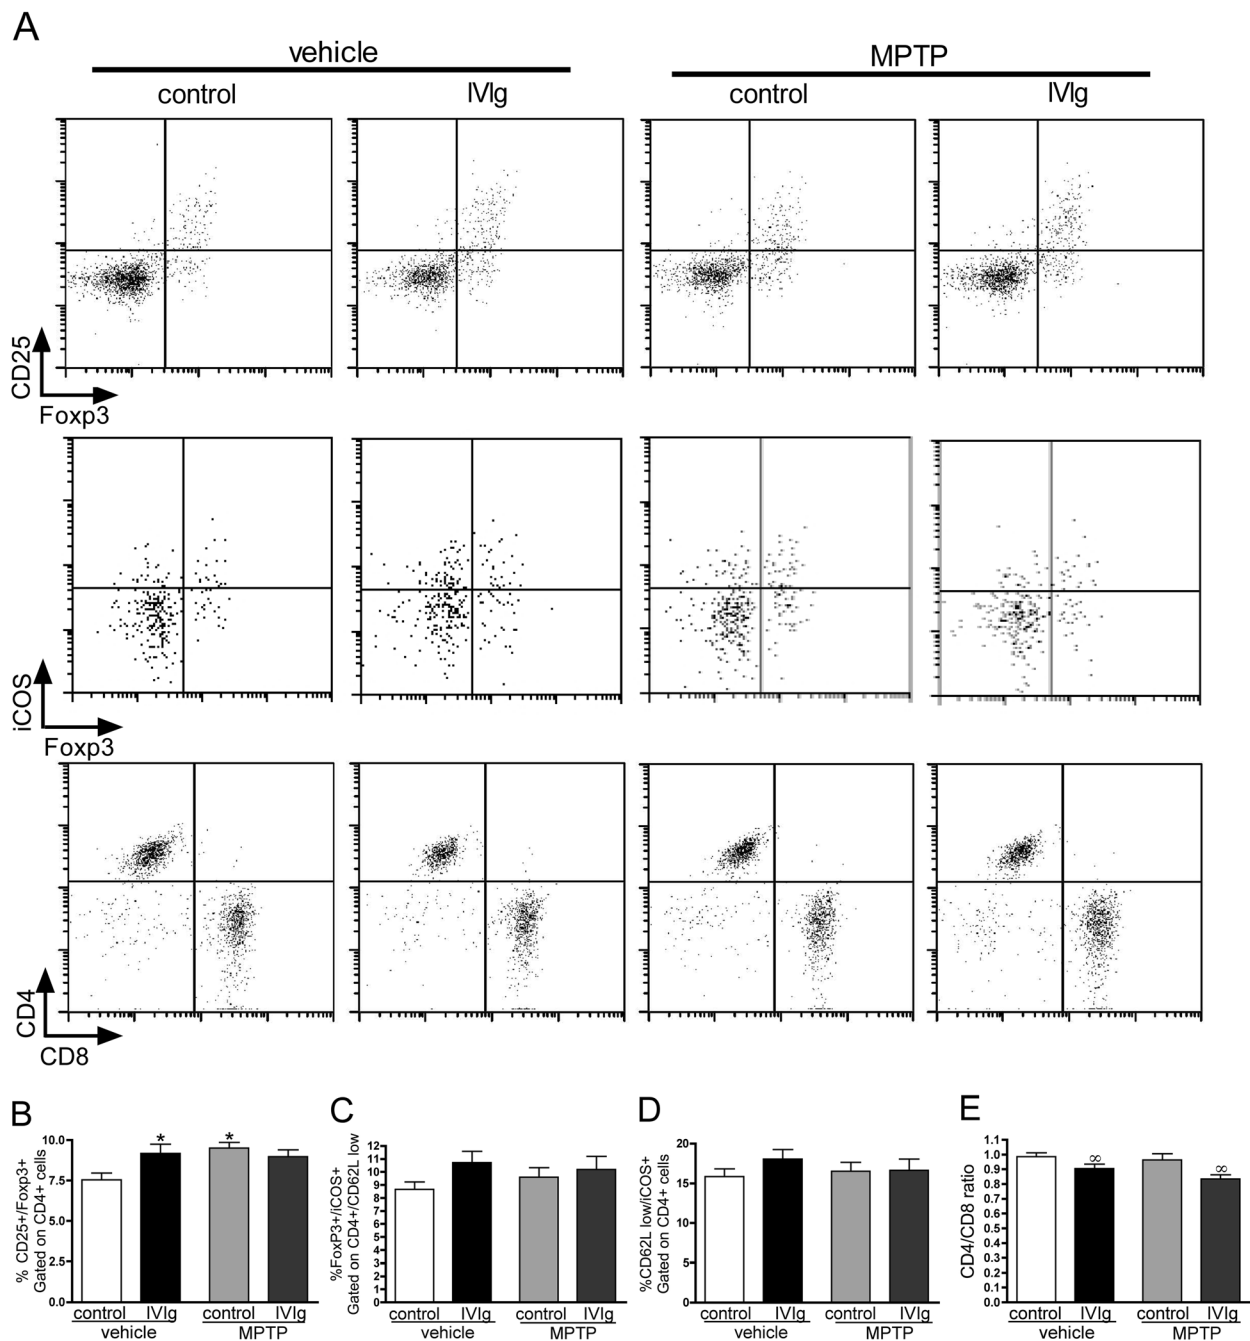 A
vehicle
MPTP
control
IVIg
control
IVIg
CD25
Foxp3
iCOS
Foxp3
CD4
CD8
B
% CD25+/Foxp3+
Gated on CD4+ cells
10.0
7.5
5.0
2.5
0.0
*
*
control
IVIg
control
IVIg
vehicle
MPTP
C
%FoxP3+/iCOS+
Gated on CD4+/CD62L low
12
11
10
9
8
7
6
5
4
3
2
1
0
control
IVIg
control
IVIg
vehicle
MPTP
D
%CD62L low/iCOS+
Gated on CD4+ cells
20
15
10
5
0
control
IVIg
control
IVIg
vehicle
MPTP
E
CD4/CD8 ratio
1.1
1.0
0.9
0.8
0.7
0.6
0.5
0.4
0.3
0.2
0.1
0.0
∞
∞
control
IVIg
control
IVIg
vehicle
MPTP